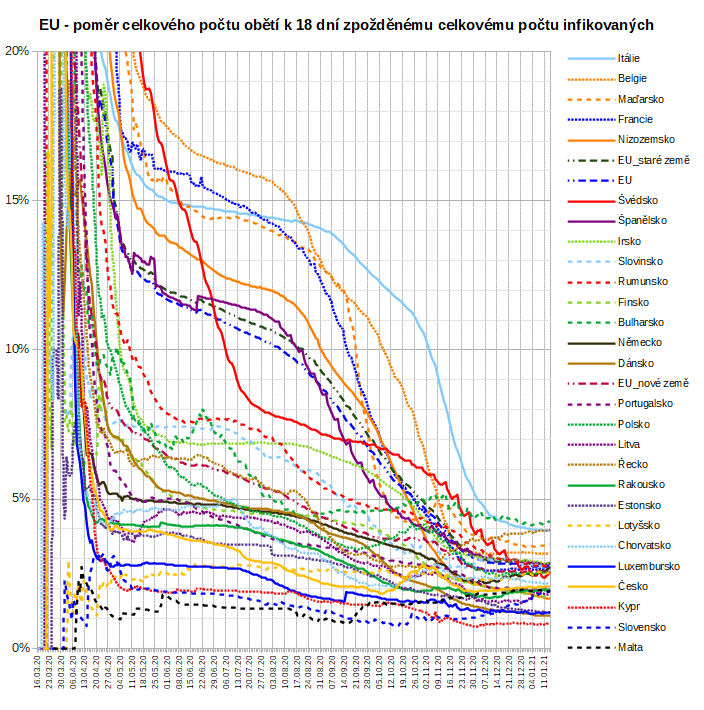 EU - poměr celkového počtu obětí k 18 dní zpožděnému celkovému počtu infikovaných
20%
15%
10%
5%
0%
16.03.20
23.03.20
30.03.20
06.04.20
13.04.20
20.04.20
27.04.20
04.05.20
11.05.20
18.05.20
25.05.20
01.06.20
08.06.20
15.06.20
22.06.20
29.06.20
06.07.20
13.07.20
20.07.20
27.07.20
03.08.20
10.08.20
17.08.20
24.08.20
31.08.20
07.09.20
14.09.20
21.09.20
28.09.20
05.10.20
12.10.20
19.10.20
26.10.20
02.11.20
09.11.20
16.11.20
23.11.20
30.11.20
07.12.20
14.12.20
21.12.20
28.12.20
04.01.21
11.01.21
Itálie
Belgie
Maďarsko
Francie
Nizozemsko
EU_staré země
EU
Švédsko
Španělsko
Irsko
Slovinsko
Rumunsko
Finsko
Bulharsko
Německo
Dánsko
EU_nové země
Portugalsko
Polsko
Litva
Řecko
Rakousko
Estonsko
Lotyšsko
Chorvatsko
Luxembursko
Česko
Kypr
Slovensko
Malta